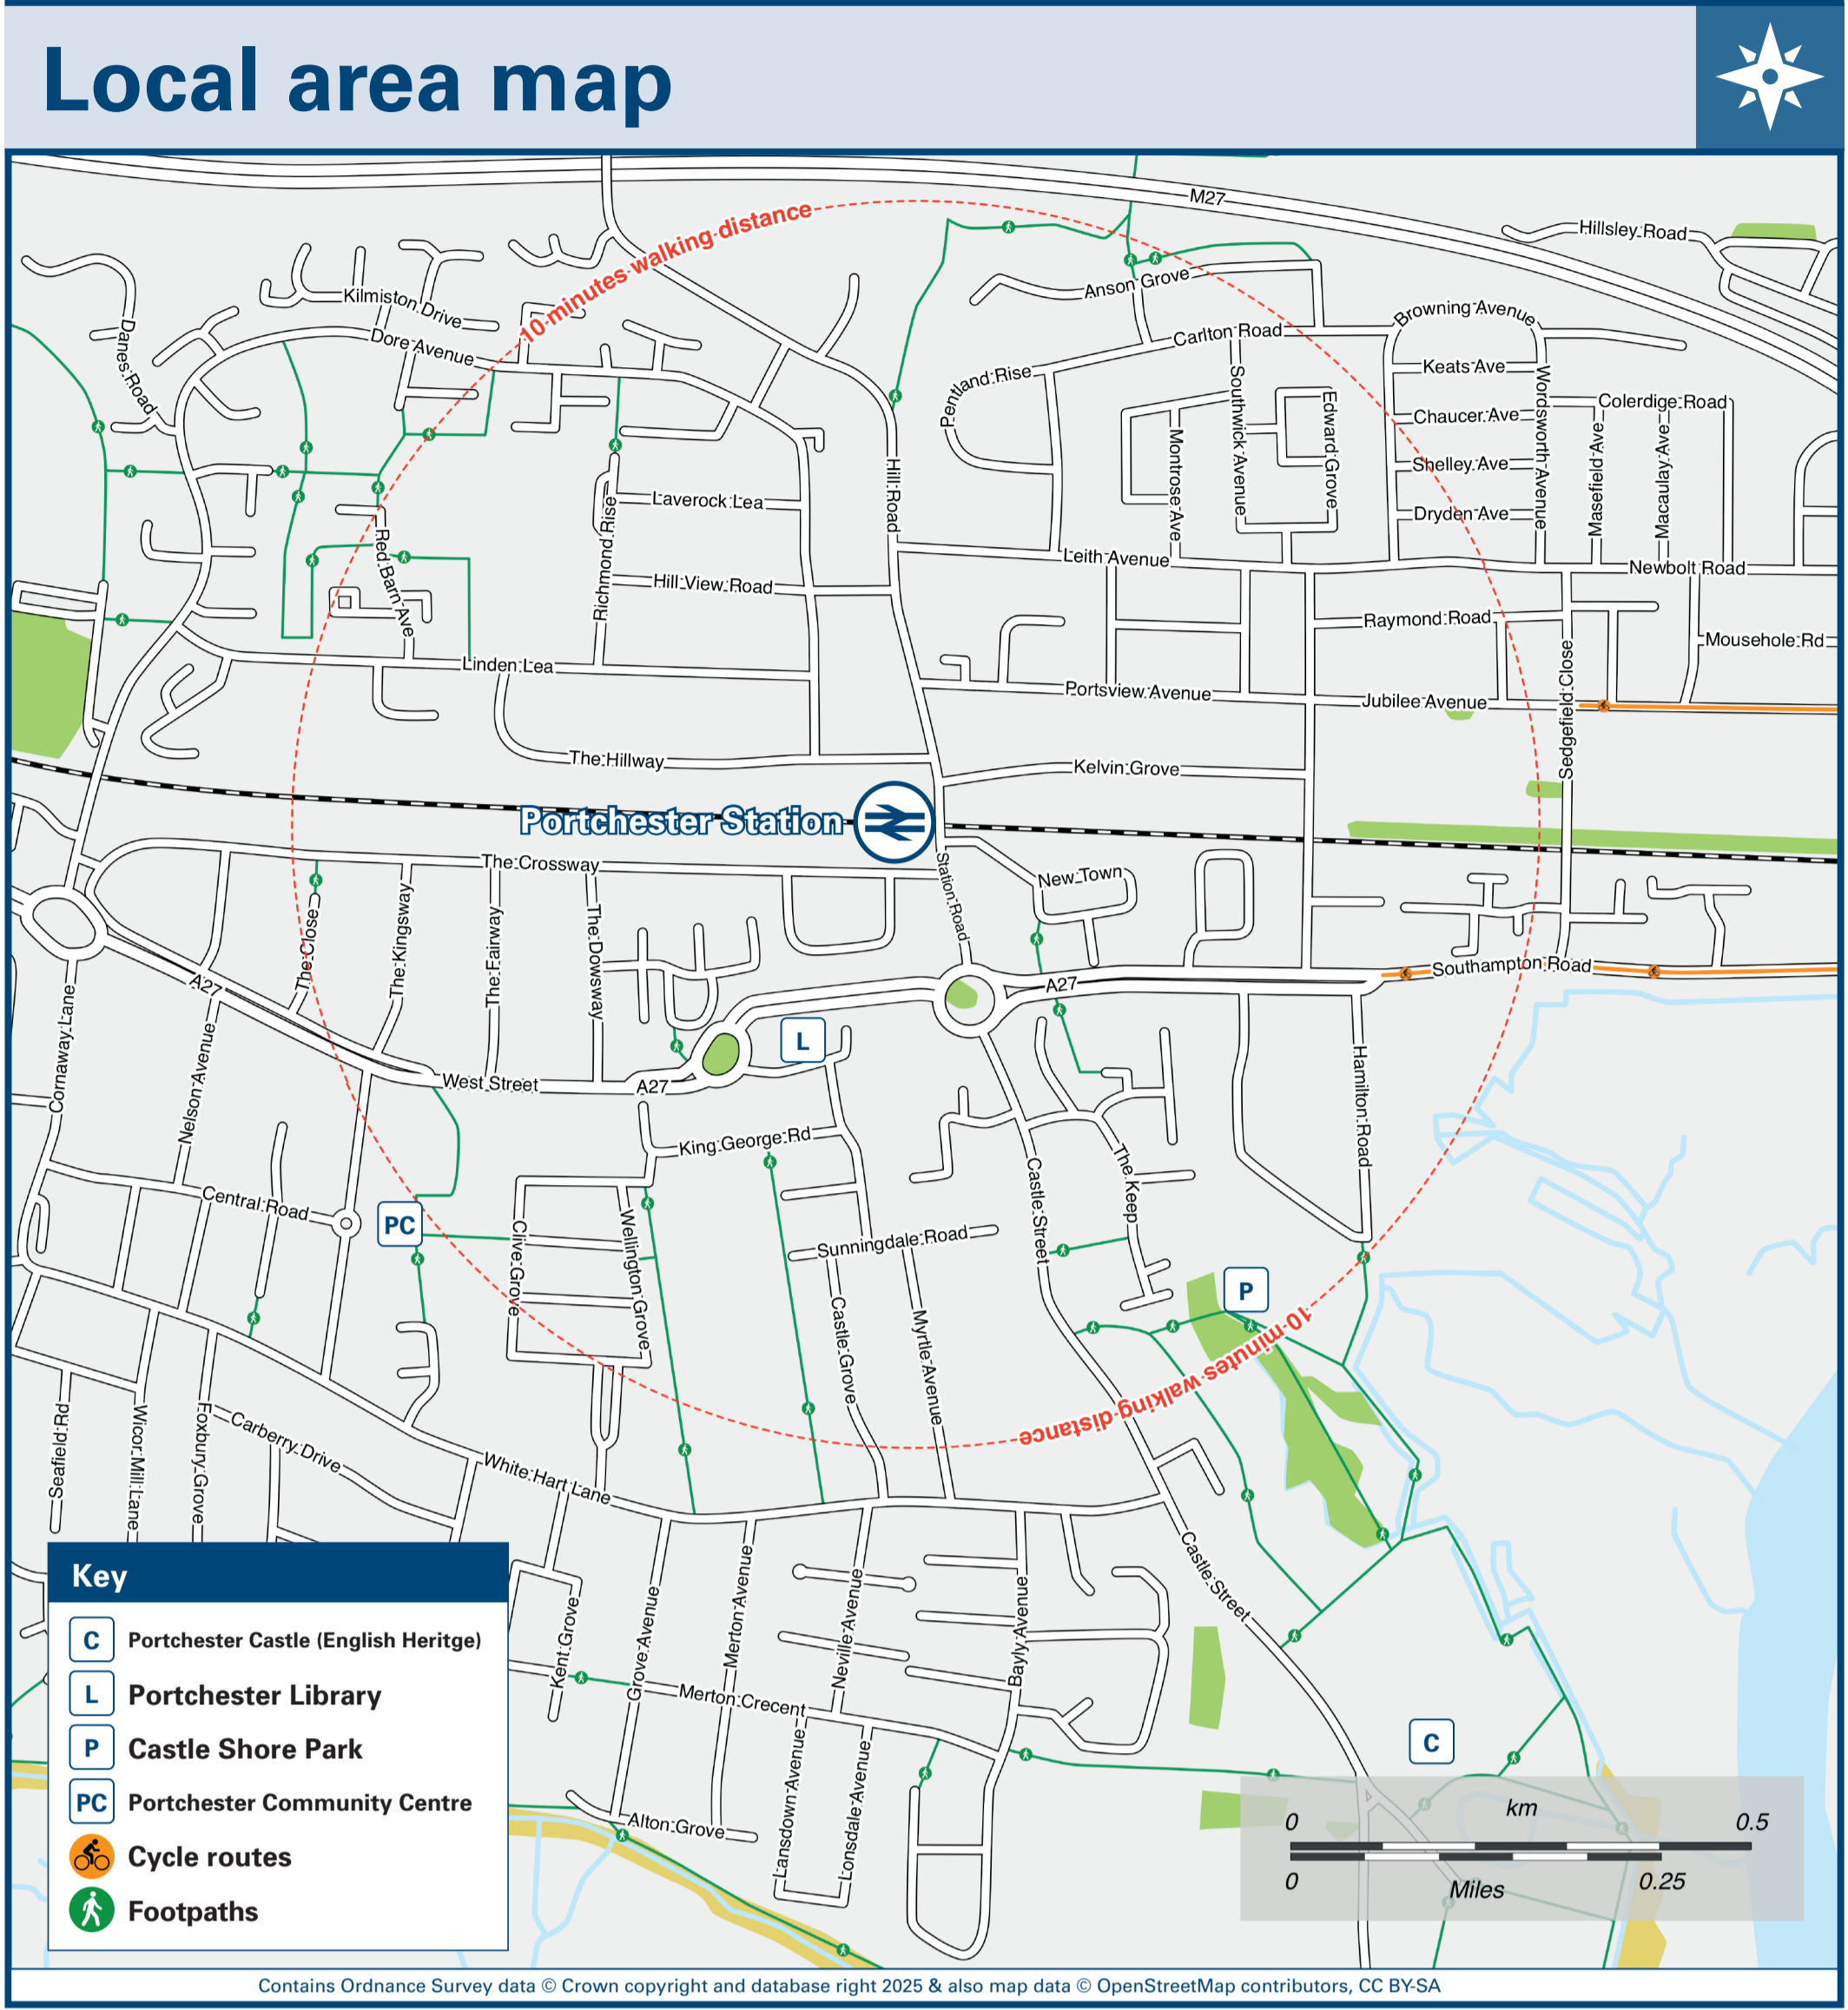 Local area map
M27
Hillsley Road
10 minutes walking distance
Anson Grove
Kilmiston Drive
Browning Avenue
Danes Road
Dore Avenue
Carlton Road
Keats Ave
Pentland Rise
Southwick Avenue
Edward Grove
Wordsworth Avenue
Colerdige Road
Chaucer Ave
Montrose Ave
Masefield Ave
Macaulay Ave
Hill Road
Shelley Ave
Laverock Lea
Richmond Rise
Dryden Ave
Red Barn Ave
Leith Avenue
Newbolt Road
Hill View Road
Raymond Road
Mousehole Rd
Linden Lea
Sedgefield Close
Portsview Avenue
Jubilee Avenue
The Hillway
Kelvin Grove
Portchester Station
The Crossway
Station Road
New Town
The Close
The Kingsway
The Fairway
The Downsway
Southampton Road
A27
A27
Cornaway Lane
Nelson Avenue
L
West Street
A27
Hamilton Road
King George Rd
The Keep
Castle Street
Central Road
PC
Clive Grove
Wellington Grove
Sunningdale Road
P
Castle Grove
Myrtle Avenue
10 minutes walking distance
Seafield Rd
Wicor Mill Lane
Foxbury Grove
Carberry Drive
White Hart Lane
Castle Street
Key
C Portchester Castle (English Heritge)
L Portchester Library
P Castle Shore Park
PC Portchester Community Centre
Cycle routes
Footpaths
Kent Grove
Grove Avenue
Merton Avenue
Neville Avenue
Bayly Avenue
Merton Crecent
Lansdown Avenue
Lonsdale Avenue
Alton Grove
C
km
0 0.5
0 0.25
Miles
Contains Ordnance Survey data © Crown copyright and database right 2025 & also map data © OpenStreetMap contributors, CC BY-SA